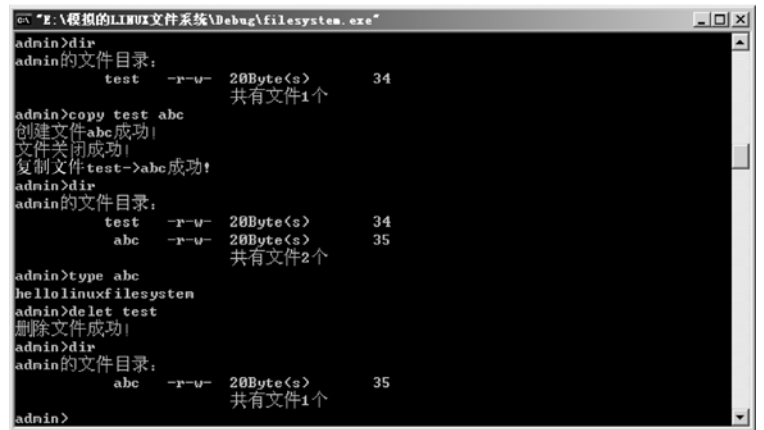 "E:\模拟的LINUX文件系统\Debug\filesystem.exe"
admin>dir
admin的文件目录:
test -r-w- 20Byte(s) 34
共有文件1个
admin>copy test abc
创建文件abc成功!
文件关闭成功!
复制文件test->abc成功!
admin>dir
admin的文件目录:
test -r-w- 20Byte(s) 34
abc -r-w- 20Byte(s) 35
共有文件2个
admin>type abc
hellolinuxfilesystem
admin>delet test
删除文件成功!
admin>dir
admin的文件目录:
abc -r-w- 20Byte(s) 35
共有文件1个
admin>